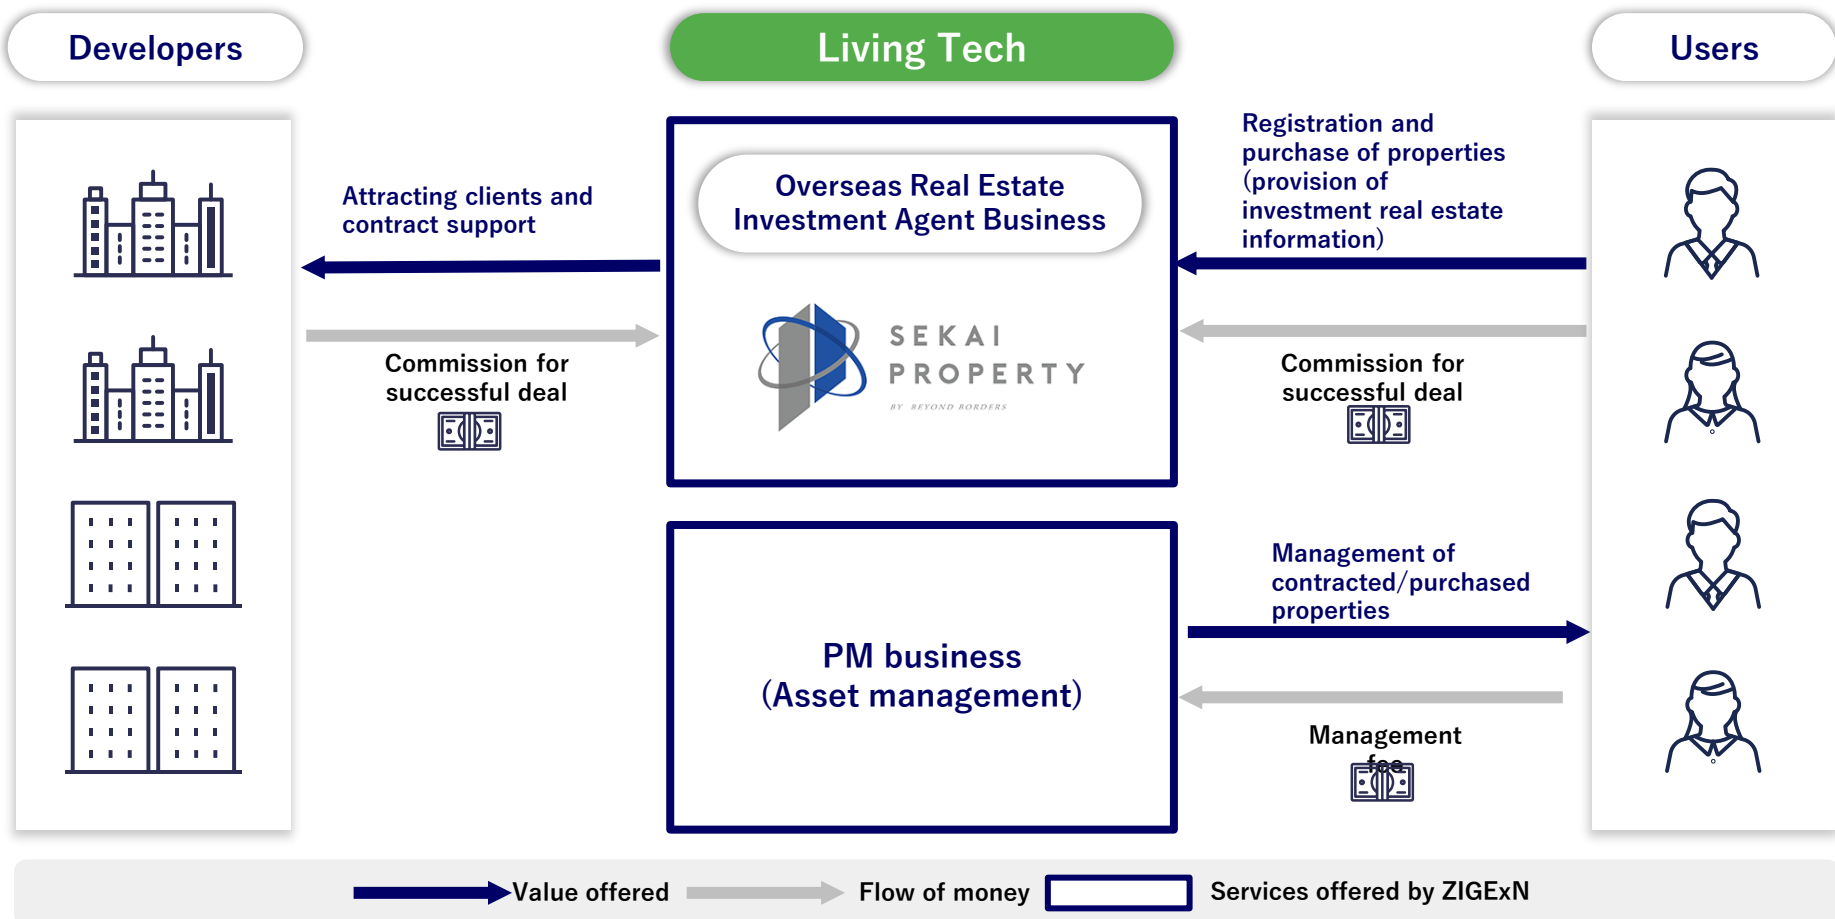 Developers
Living Tech
Users
Attracting clients and
contract support
Commission for
successful deal
Overseas Real Estate
Investment Agent Business
SEKAI
PROPERTY
BY BEYOND BORDERS
Registration and
purchase of properties
(provision of
investment real estate
information)
Commission for
successful deal
PM business
(Asset management)
Management of
contracted/purchased
properties
Management
fee
Value offered
Flow of money
Services offered by ZIGExN